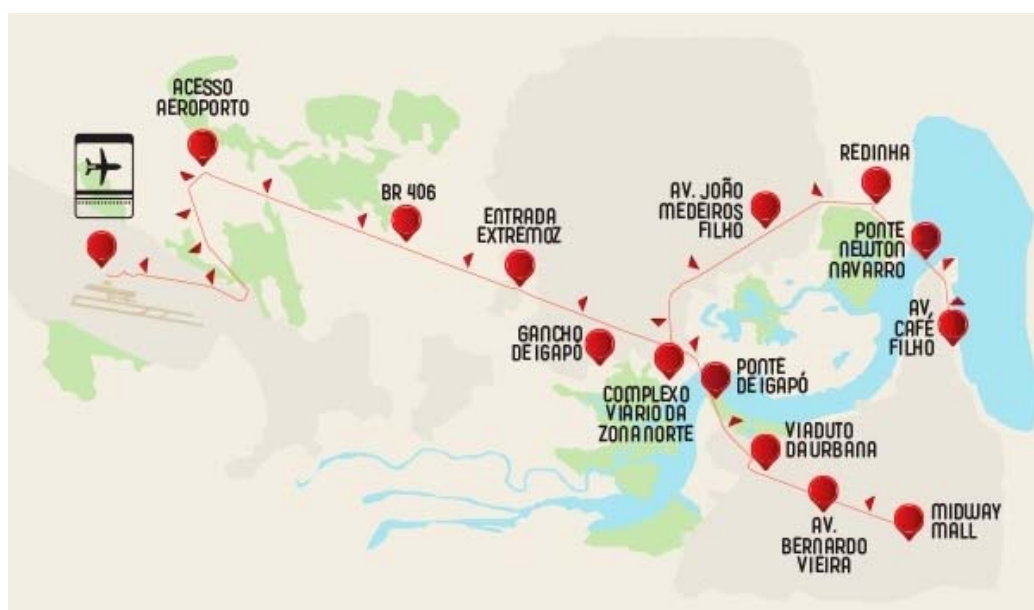 ACESSO
AEROPORTO
BR 406
ENTRADA
EXTREMOZ
GANCHO
DE IGAPÓ
COMPLEXO
VIÁRIO DA
ZONA NORTE
AV. JOÃO
MEDEIROS
FILHO
REDINHA
PONTE
NEWTON
NAVARRO
AV,
CAFÉ
FILHO
PONTE
DE IGAPÓ
VIADUTO
DA URBANA
AV.
BERNARDO
VIEIRA
MIDWAY
MALL